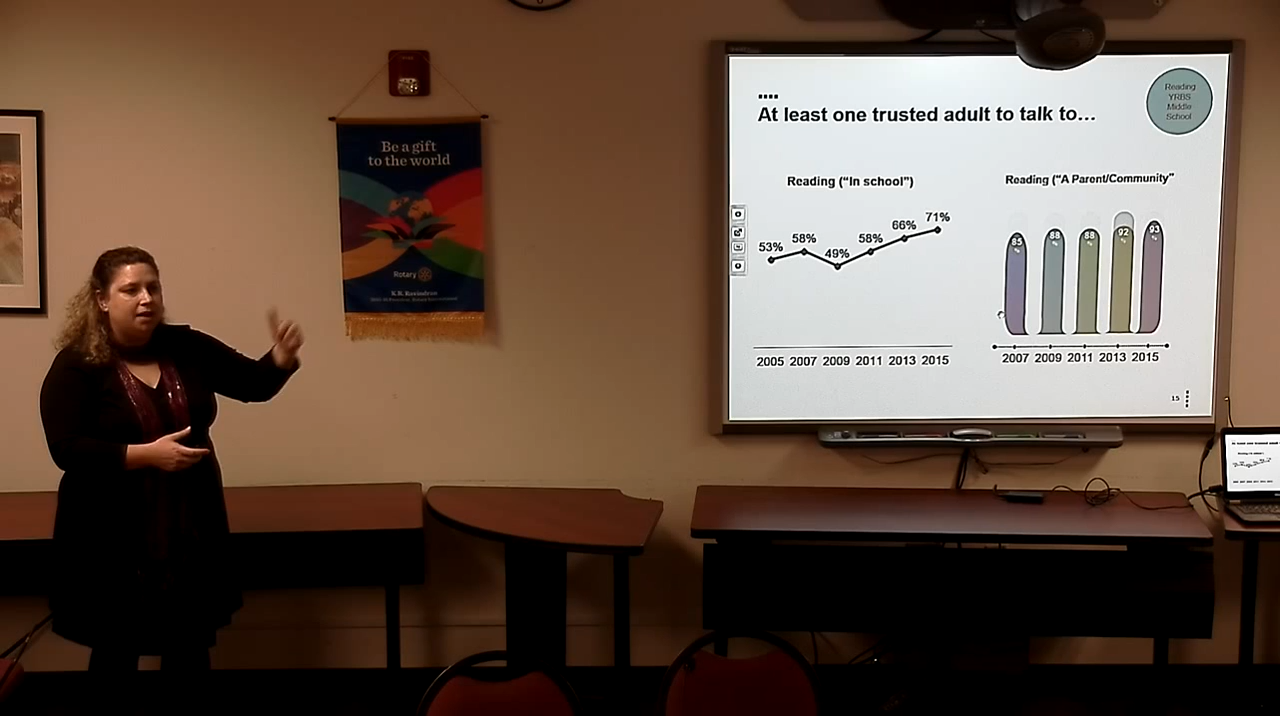 Be a gift
to the world
Rotary
At least one trusted adult to talk to…
Reading
YRBS
Middle
School
Reading (“In school”)
53%
58%
49%
58%
66%
71%
2005 2007 2009 2011 2013 2015
Reading (“A Parent/Community”
85
%
88
%
88
%
92
%
93
%
2007 2009 2011 2013 2015
15